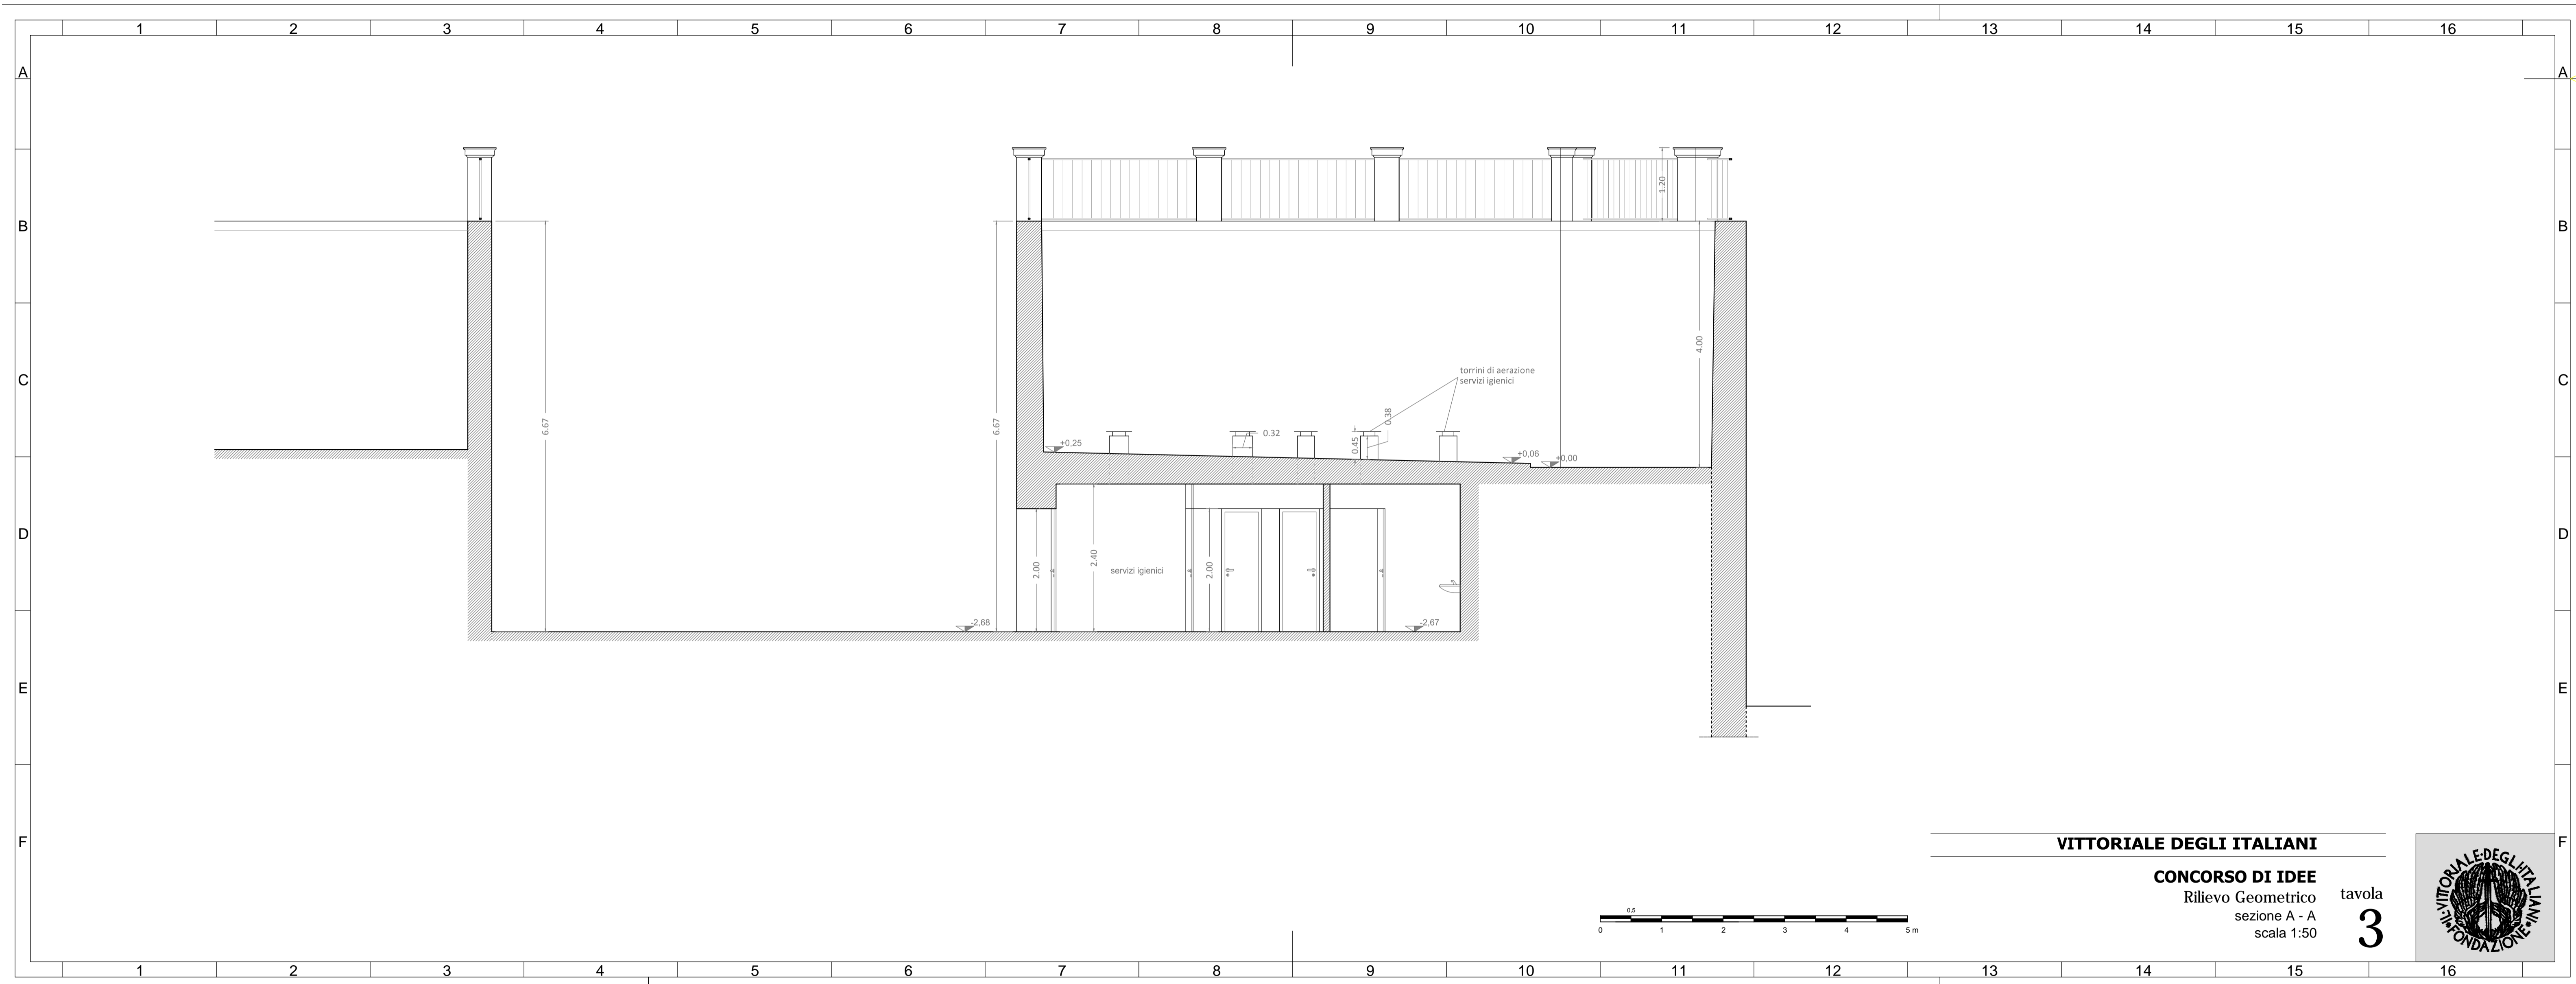 1 2 3 4 5 6 7 8 9 10 11 12 13 14 15 16
A A
1.20
B B
4.00
torrini di aerazione
servizi igienici
C C
0.38
6.67 6.67
0.32
0.45
+0,25
+0,06
+0,00
D D
2.40
2.00
servizi igienici
2.00
-2,68
-2,67
E E
F F
VITTORIALE DEGLI ITALIANI
CONCORSO DI IDEE
Rilievo Geometrico
tavola
sezione A - A
3
scala 1:50
0,5
0 1 2 3 4 5 m
IL·VITTORIALE·DEGL'ITALIANI·
FONDAZIONE
1 2 3 4 5 6 7 8 9 10 11 12 13 14 15 16